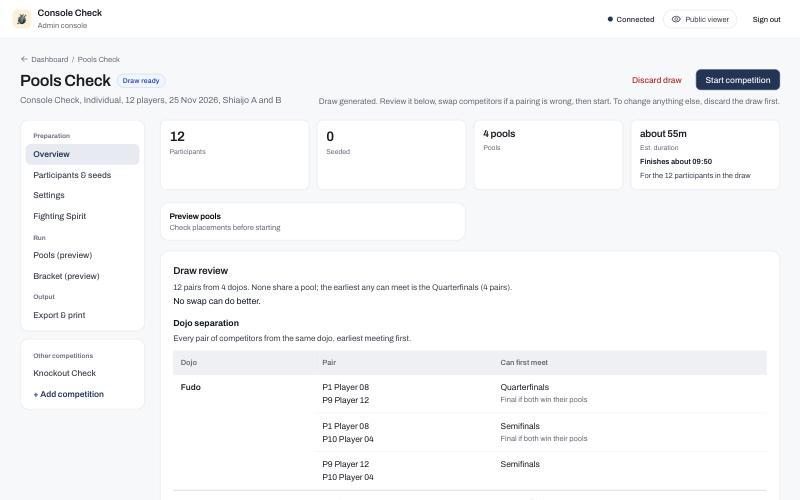 Console Check
Admin console
Connected
Public viewer
Sign out
← Dashboard / Pools Check
Pools Check
Draw ready
Discard draw
Start competition
Console Check, Individual, 12 players, 25 Nov 2026, Shiaijo A and B
Draw generated. Review it below, swap competitors if a pairing is wrong, then start. To change anything else, discard the draw first.
Preparation
Overview
Participants & seeds
Settings
Fighting Spirit
Run
Pools (preview)
Bracket (preview)
Output
Export & print
Other competitions
Knockout Check
+ Add competition
12
Participants
0
Seeded
4 pools
Pools
about 55m
Est. duration
Finishes about 09:50
For the 12 participants in the draw
Preview pools
Check placements before starting
Draw review
12 pairs from 4 dojos. None share a pool; the earliest any can meet is the Quarterfinals (4 pairs).
No swap can do better.
Dojo separation
Every pair of competitors from the same dojo, earliest meeting first.
Dojo Pair Can first meet
Fudo P1 Player 08 Quarterfinals
P9 Player 12 Final if both win their pools
P1 Player 08 Semifinals
P10 Player 04 Final if both win their pools
P9 Player 12 Semifinals
P10 Player 04